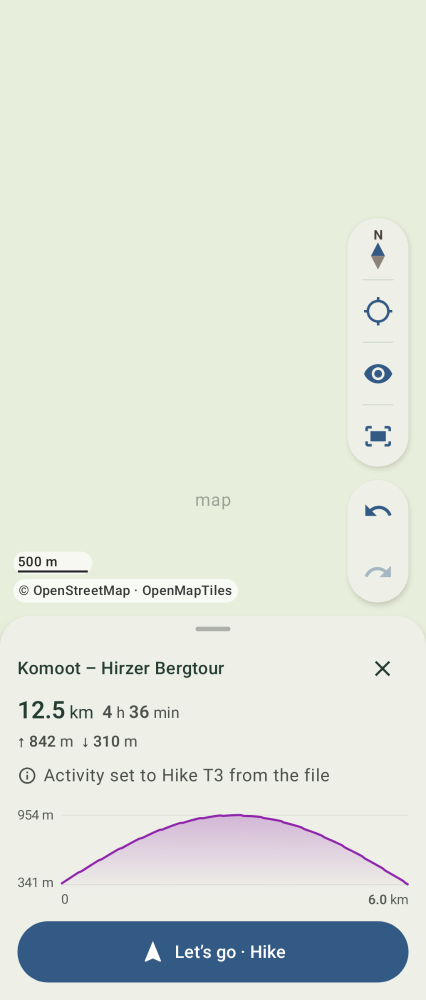 N
map
500 m
© OpenStreetMap · OpenMapTiles
Komoot – Hirzer Bergtour
12.5 km 4 h 36 min
↑ 842 m ↓ 310 m
Activity set to Hike T3 from the file
954 m
341 m
0 6.0 km
Let's go · Hike